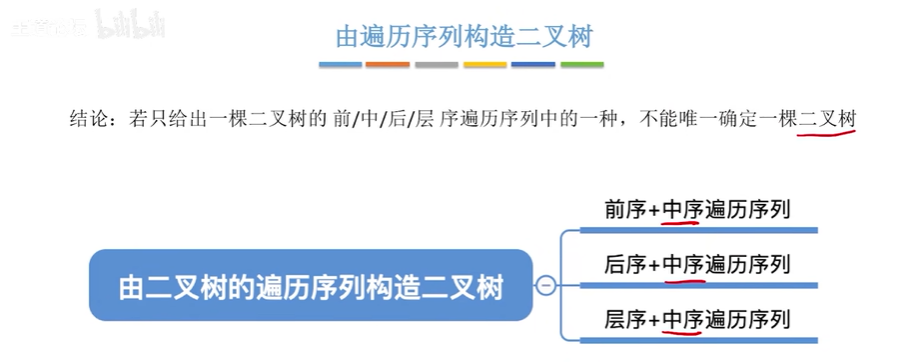 bilibili
由遍历序列构造二叉树
结论：若只给出一棵二叉树的 前/中/后/层 序遍历序列中的一种，不能唯一确定一棵二叉树
前序+中序遍历序列
由二叉树的遍历序列构造二叉树
后序+中序遍历序列
层序+中序遍历序列